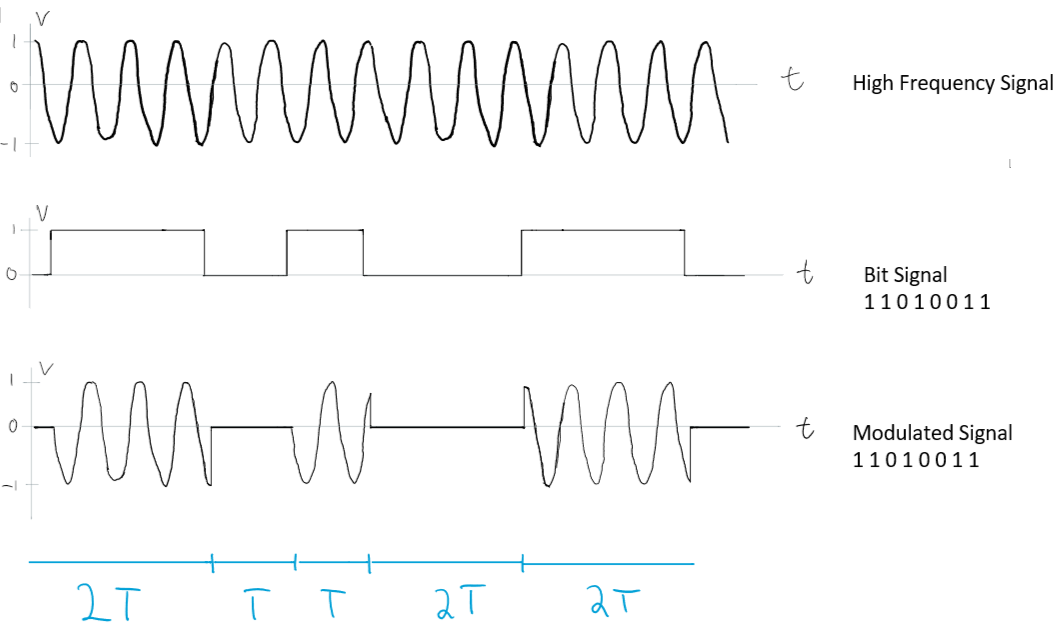 V
1
0
-1
t
High Frequency Signal
V
1
0
t
Bit Signal
1 1 0 1 0 0 1 1
V
1
0
-1
t
Modulated Signal
1 1 0 1 0 0 1 1
2T T T 2T 2T